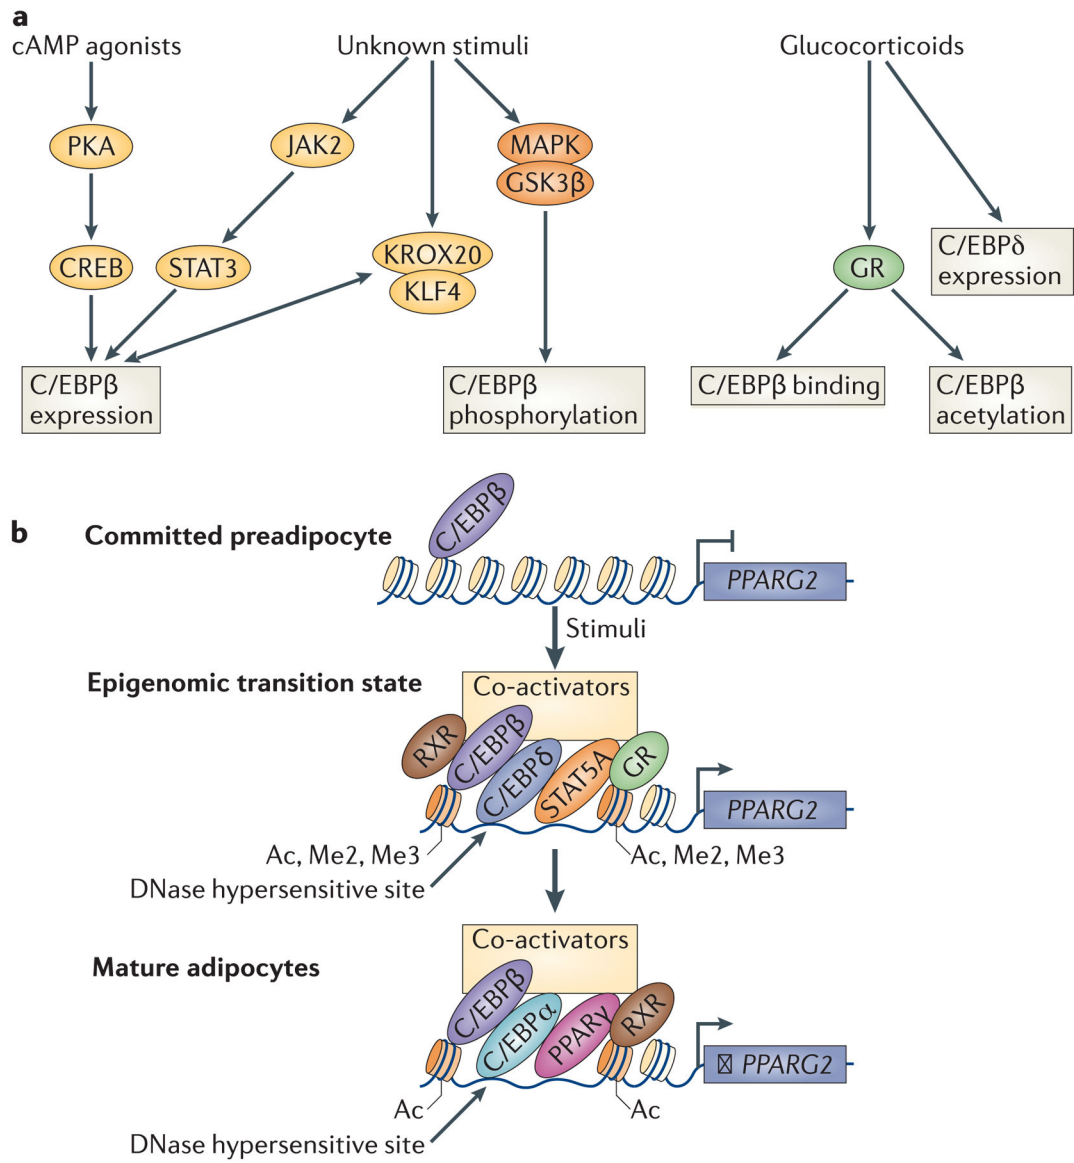 a
cAMP agonists
Unknown stimuli
Glucocorticoids
PKA
JAK2
MAPK
GSK3β
CREB
STAT3
KROX20
KLF4
GR
C/EBPδ
expression
C/EBPβ
expression
C/EBPβ
phosphorylation
C/EBPβ binding
C/EBPβ
acetylation
b
Committed preadipocyte
C/EBPβ
PPARG2
Stimuli
Epigenomic transition state
Co-activators
RXR
C/EBPβ
C/EBPδ
STAT5A
GR
PPARG2
Ac, Me2, Me3
Ac, Me2, Me3
DNase hypersensitive site
Mature adipocytes
Co-activators
C/EBPβ
C/EBPα
PPARγ
RXR
PPARG2
Ac
Ac
DNase hypersensitive site